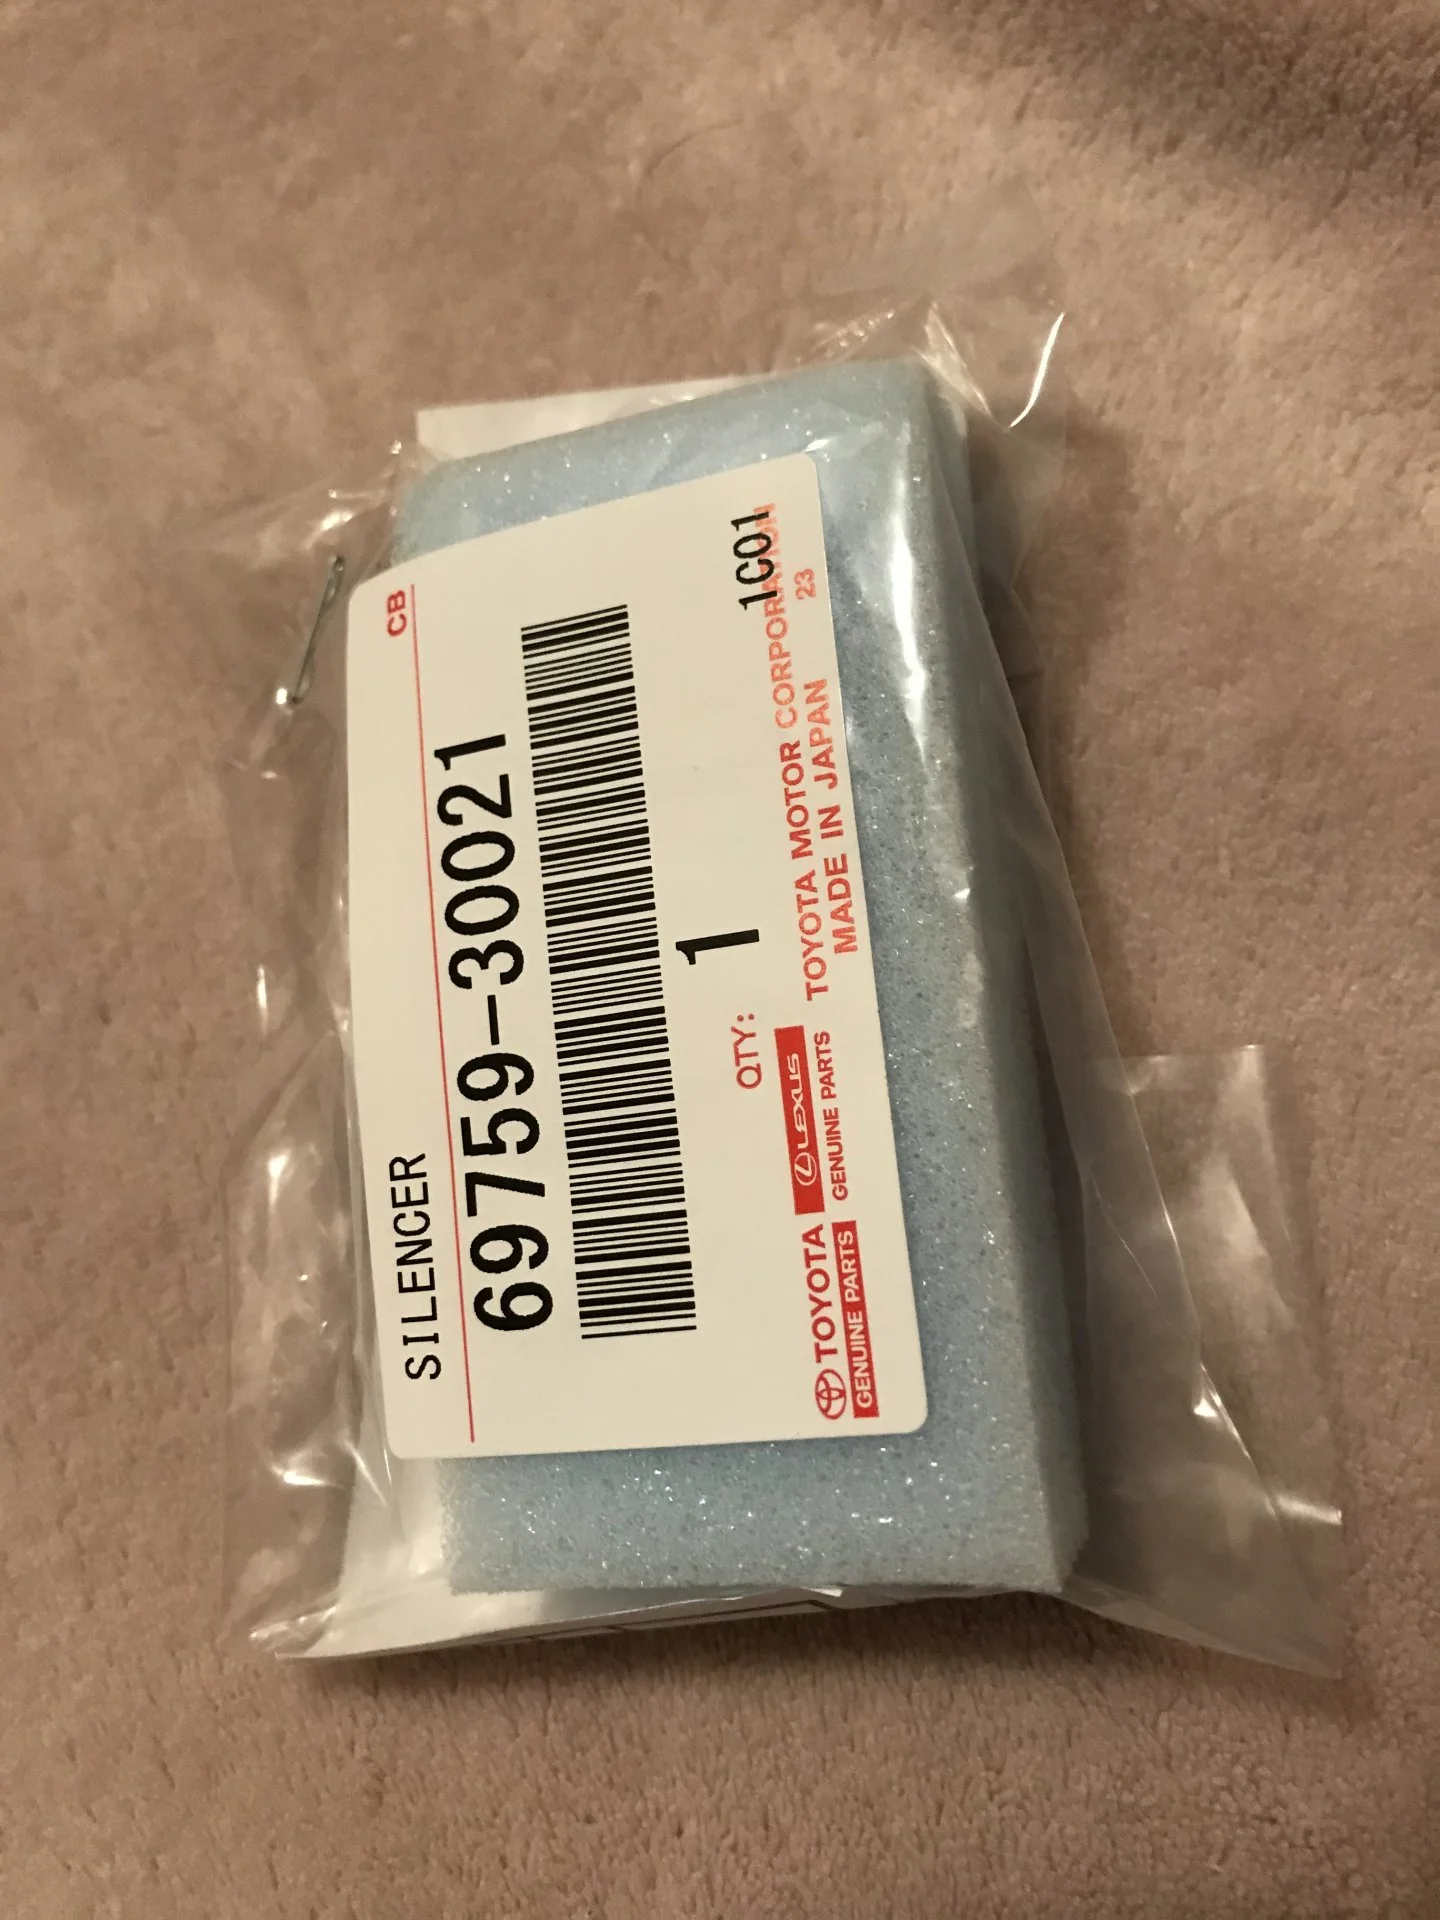 SILENCER
CB
69759-30021
QTY: 1
1C01
TOYOTA
GENUINE PARTS
LEXUS
GENUINE PARTS
TOYOTA MOTOR CORPORATION
MADE IN JAPAN
23